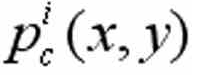 p_c^i(x, y)